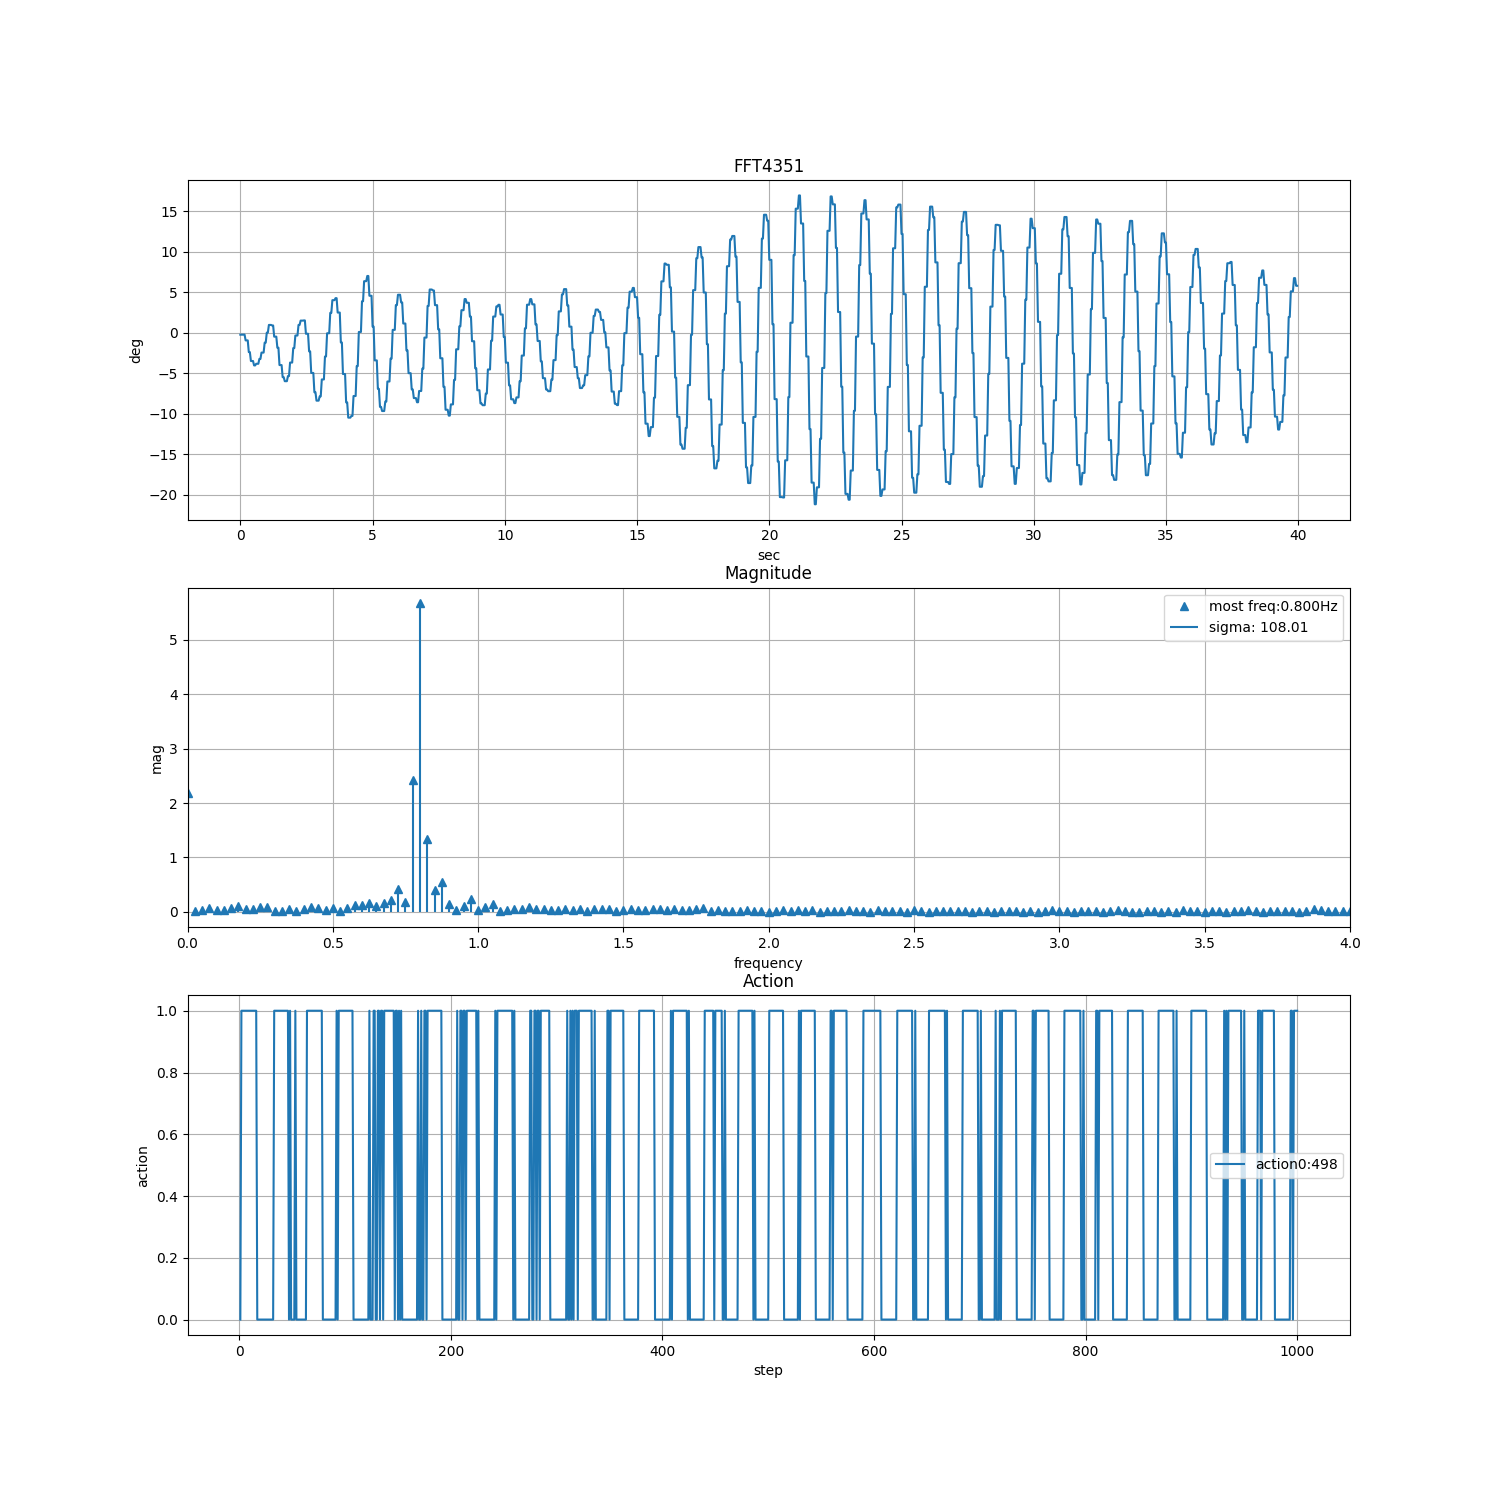 FFT4351
15
10
5
0
−5
−10
−15
−20
deg
0 5 10 15 20 25 30 35 40
sec
Magnitude
most freq:0.800Hz
sigma: 108.01
5
4
3
2
1
0
mag
0.0 0.5 1.0 1.5 2.0 2.5 3.0 3.5 4.0
frequency
Action
1.0
0.8
0.6
0.4
0.2
0.0
action
action0:498
0 200 400 600 800 1000
step